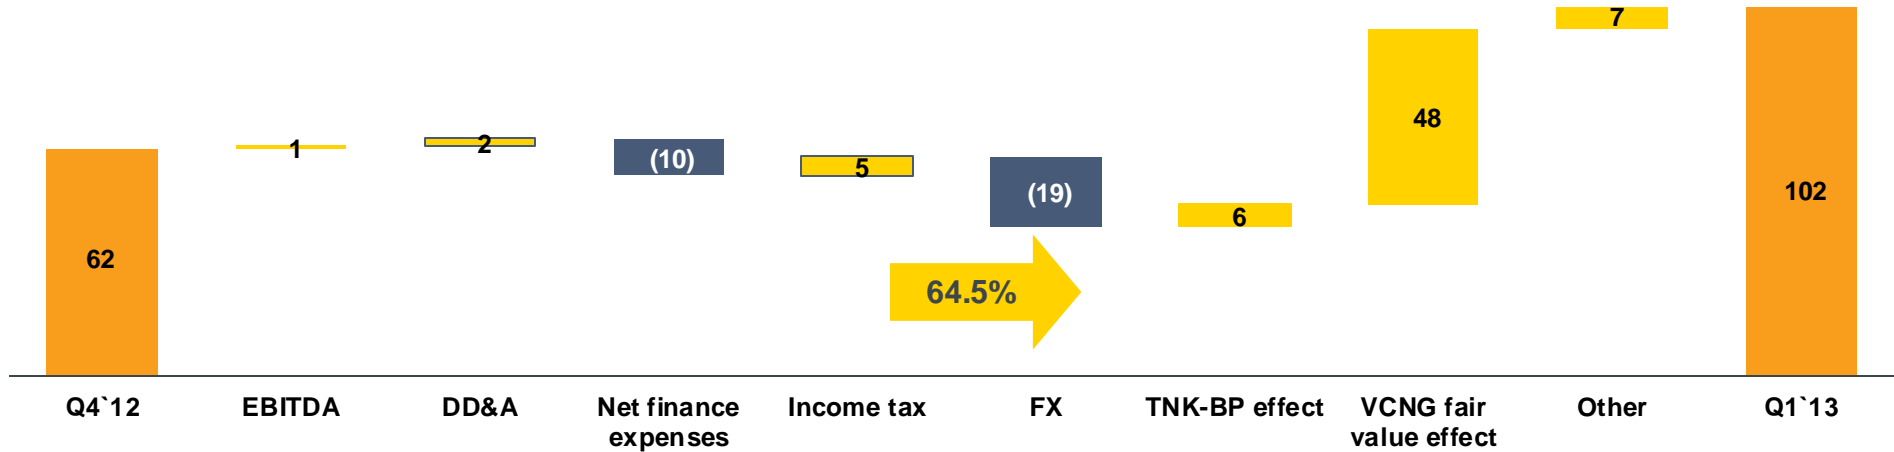 7
48
1
2
(10)
5
(19)
6
102
62
64.5%
Q4`12
EBITDA
DD&A
Net finance
expenses
Income tax
FX
TNK-BP effect
VCNG fair
value effect
Other
Q1`13